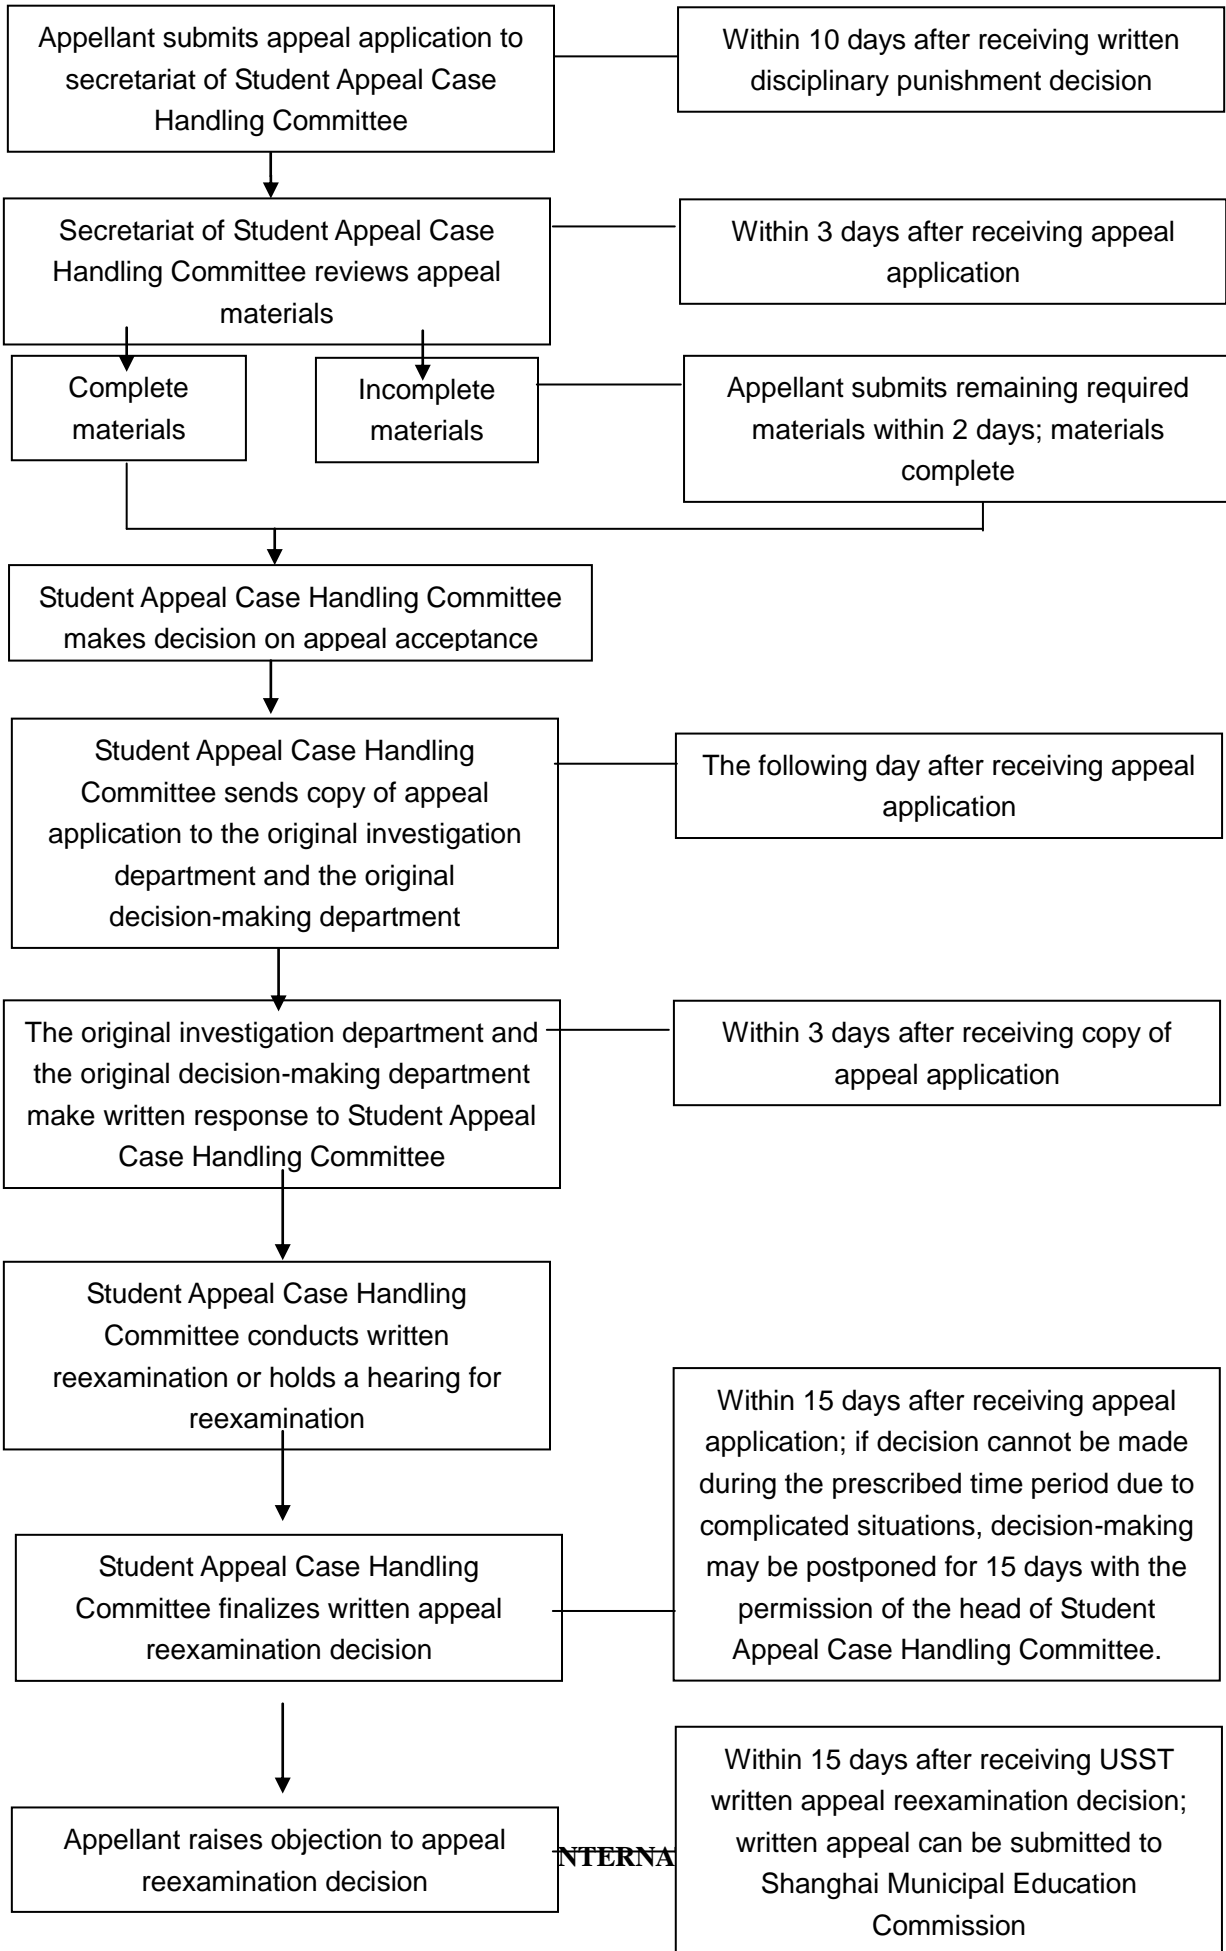 Appellant submits appeal application to
secretariat of Student Appeal Case
Handling Committee
Within 10 days after receiving written
disciplinary punishment decision
Secretariat of Student Appeal Case
Handling Committee reviews appeal
materials
Within 3 days after receiving appeal
application
Complete
materials
Incomplete
materials
Appellant submits remaining required
materials within 2 days; materials
complete
Student Appeal Case Handling Committee
makes decision on appeal acceptance
Student Appeal Case Handling
Committee sends copy of appeal
application to the original investigation
department and the original
decision-making department
The following day after receiving appeal
application
The original investigation department and
the original decision-making department
make written response to Student Appeal
Case Handling Committee
Within 3 days after receiving copy of
appeal application
Student Appeal Case Handling
Committee conducts written
reexamination or holds a hearing for
reexamination
Student Appeal Case Handling
Committee finalizes written appeal
reexamination decision
Within 15 days after receiving appeal
application; if decision cannot be made
during the prescribed time period due to
complicated situations, decision-making
may be postponed for 15 days with the
permission of the head of Student
Appeal Case Handling Committee.
Appellant raises objection to appeal
reexamination decision
NTERNA
Within 15 days after receiving USST
written appeal reexamination decision;
written appeal can be submitted to
Shanghai Municipal Education
Commission